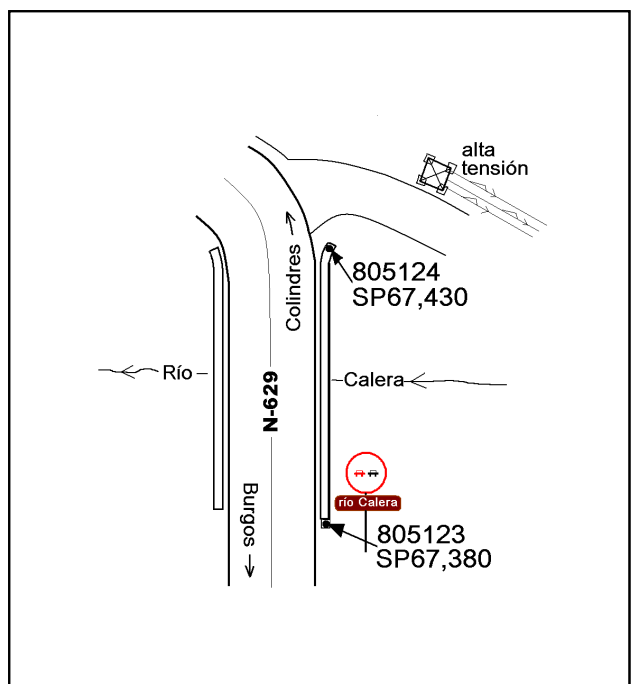 alta
tensión
Colindres →
805124
SP67,430
Río
Calera
N-629
río Calera
Burgos →
805123
SP67,380